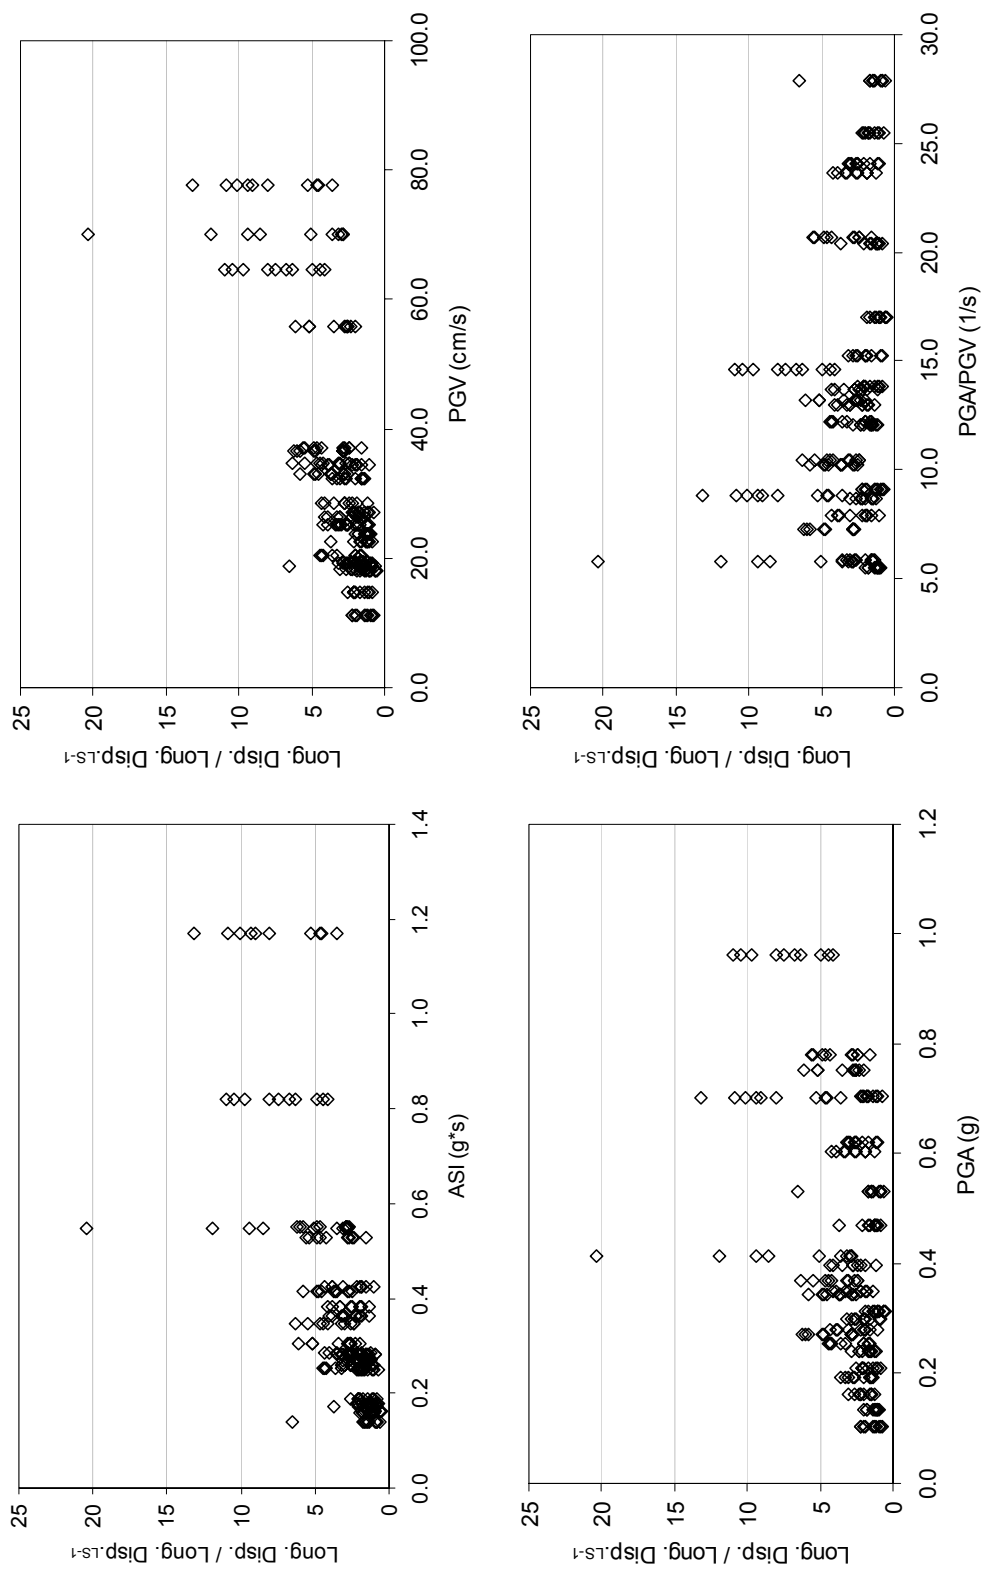 Long. Disp. / Long. Disp.LS-1
25
20
15
10
5
0
0.0 0.2 0.4 0.6 0.8 1.0 1.2 1.4
ASI (g*s)
Long. Disp. / Long. Disp.LS-1
25
20
15
10
5
0
0.0 20.0 40.0 60.0 80.0 100.0
PGV (cm/s)
Long. Disp. / Long. Disp.LS-1
25
20
15
10
5
0
0.0 0.2 0.4 0.6 0.8 1.0 1.2
PGA (g)
Long. Disp. / Long. Disp.LS-1
25
20
15
10
5
0
0.0 5.0 10.0 15.0 20.0 25.0 30.0
PGA/PGV (1/s)